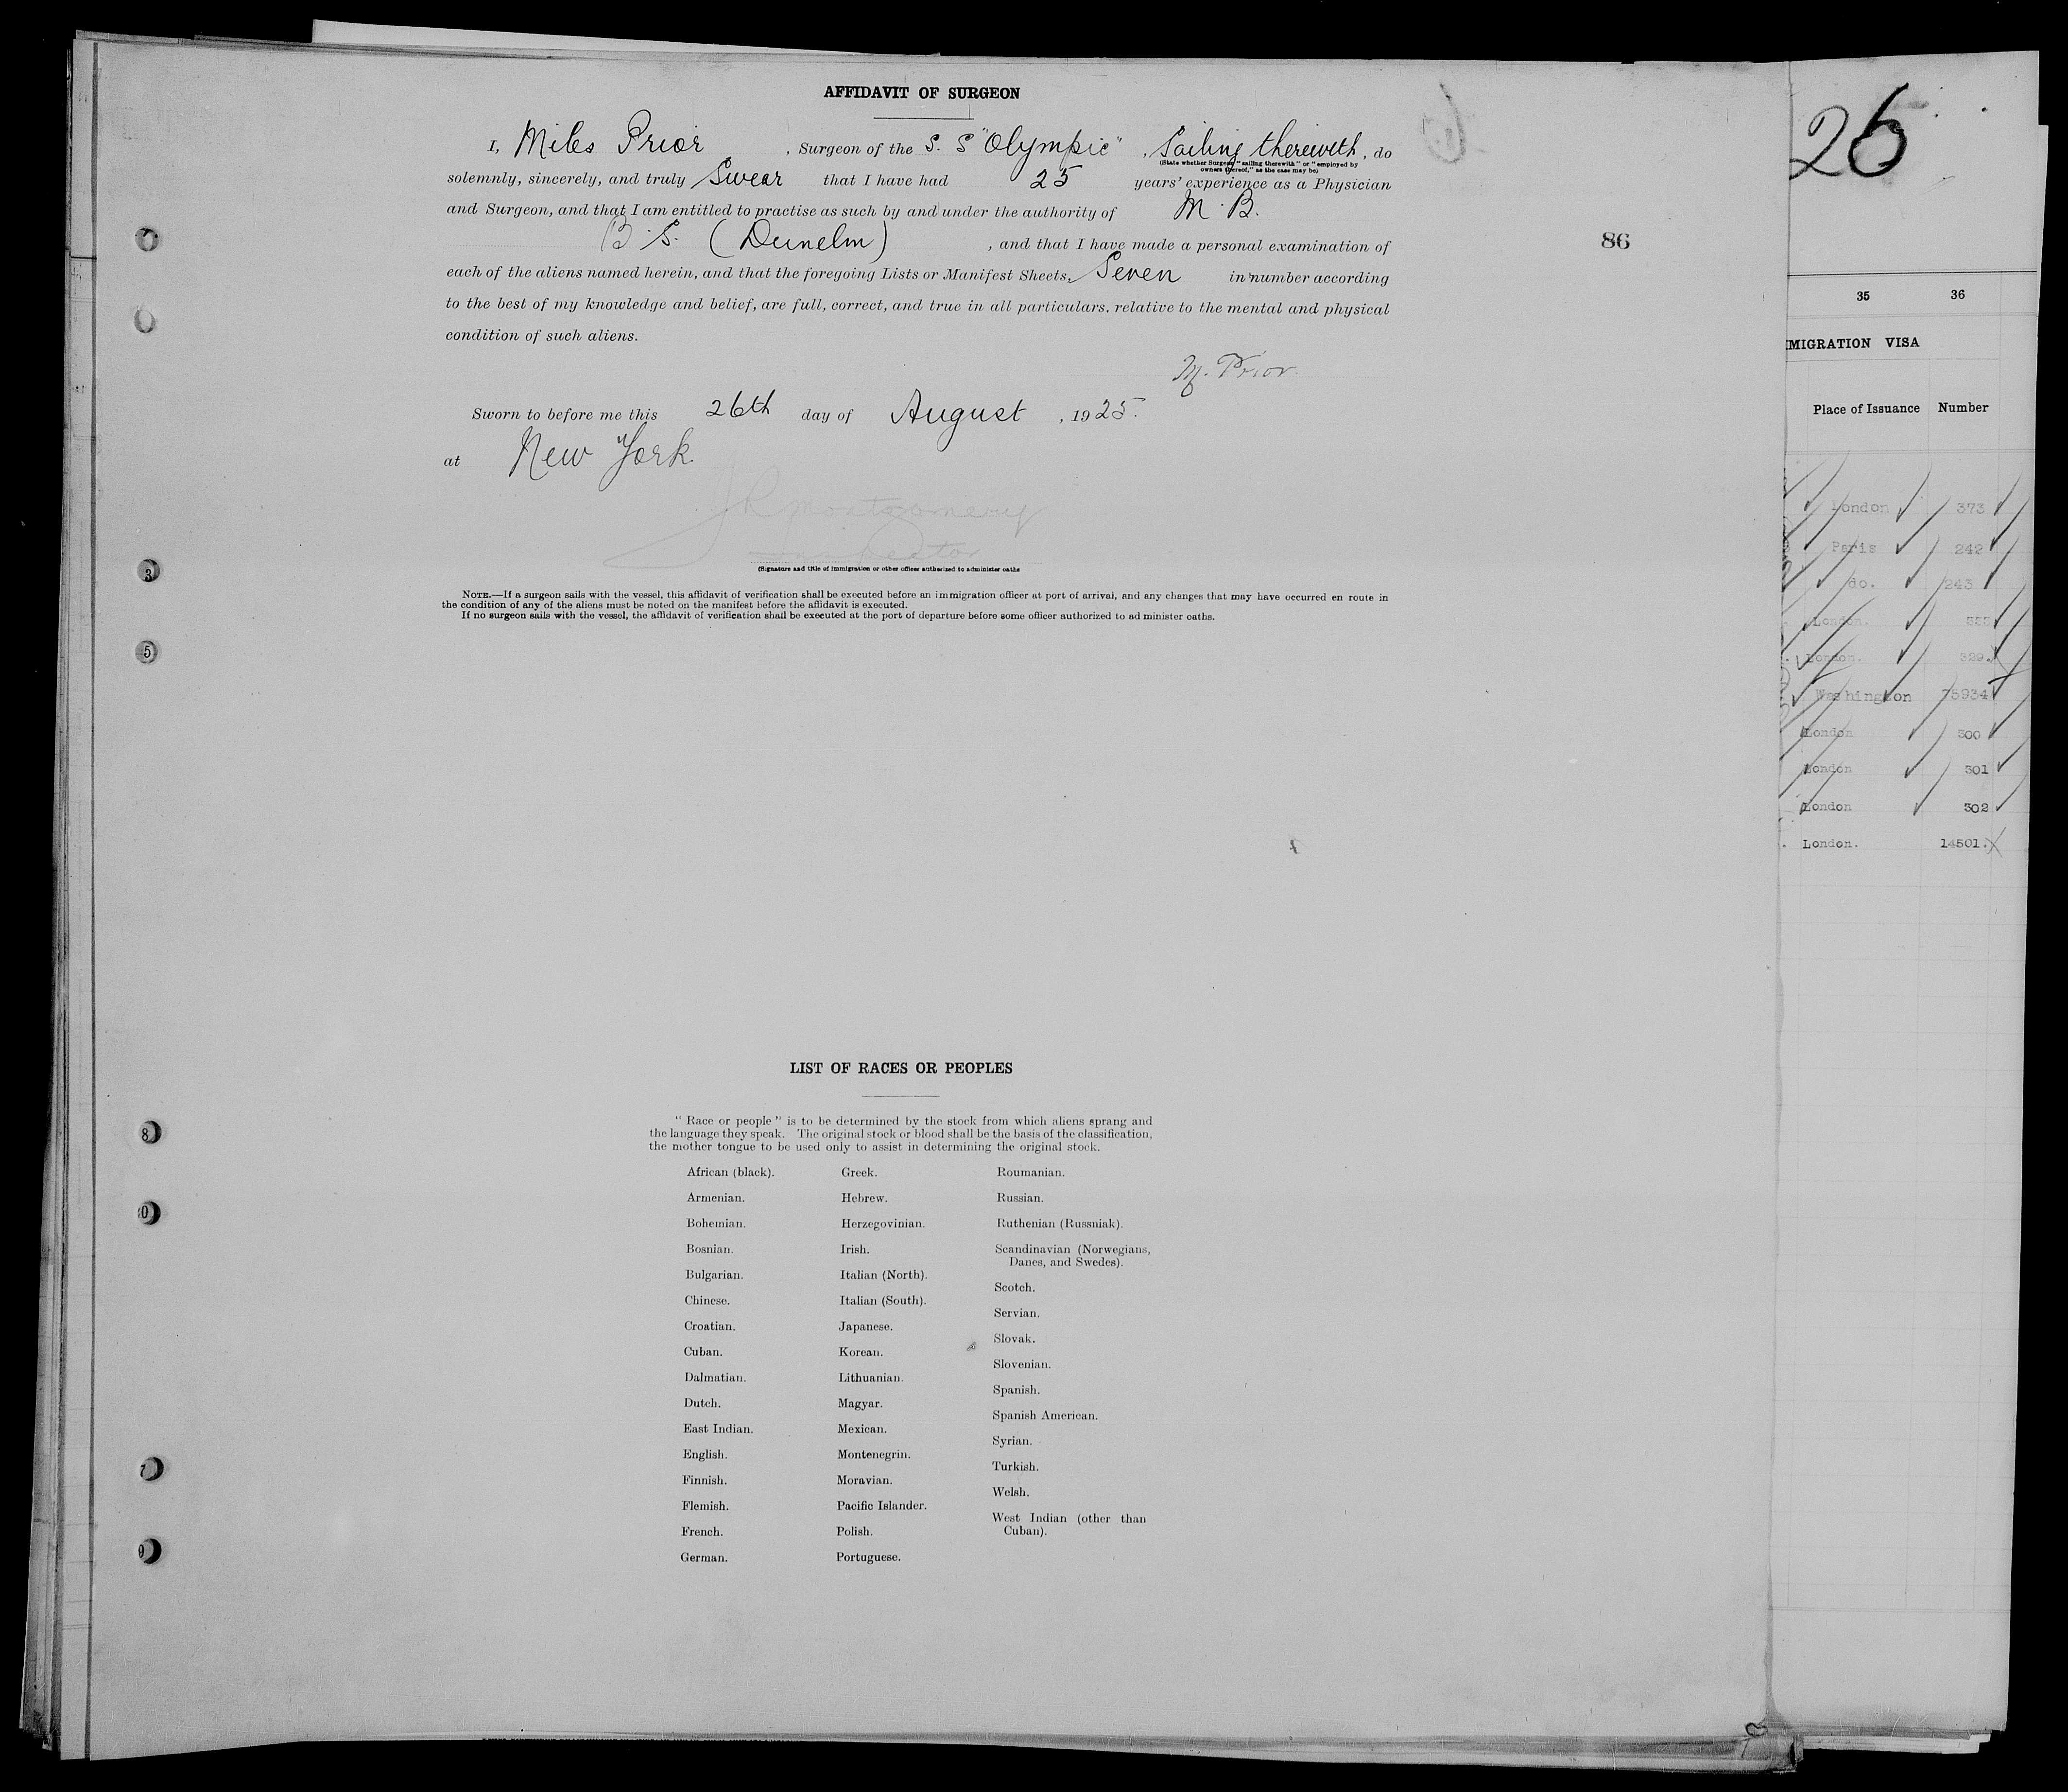 AFFIDAVIT OF SURGEON
I, Miles Prior, Surgeon of the S. S "Olympic", Sailing therewith, do
(State whether Surgeon "sailing therewith" or "employed by
owners thereof," as the case may be)
solemnly, sincerely, and truly Swear that I have had 25 years' experience as a Physician
and Surgeon, and that I am entitled to practise as such by and under the authority of M. B.
B. S. (Dunelm), and that I have made a personal examination of
each of the aliens named herein, and that the foregoing Lists or Manifest Sheets, Seven in number according
to the best of my knowledge and belief, are full, correct, and true in all particulars, relative to the mental and physical
condition of such aliens.
M. Prior
Sworn to before me this 26th day of August, 1925.
at New York.
JR Montgomery
Inspector
(Signature and title of immigration or other officer authorized to administer oaths
NOTE.—If a surgeon sails with the vessel, this affidavit of verification shall be executed before an immigration officer at port of arrival, and any changes that may have occurred en route in
the condition of any of the aliens must be noted on the manifest before the affidavit is executed.
If no surgeon sails with the vessel, the affidavit of verification shall be executed at the port of departure before some officer authorized to administer oaths.
86
LIST OF RACES OR PEOPLES
"Race or people" is to be determined by the stock from which aliens sprang and
the language they speak. The original stock or blood shall be the basis of the classification,
the mother tongue to be used only to assist in determining the original stock.
African (black).
Armenian.
Bohemian.
Bosnian.
Bulgarian.
Chinese.
Croatian.
Cuban.
Dalmatian.
Dutch.
East Indian.
English.
Finnish.
Flemish.
French.
German.
Greek.
Hebrew.
Herzegovinian.
Irish.
Italian (North).
Italian (South).
Japanese.
Korean.
Lithuanian.
Magyar.
Mexican.
Montenegrin.
Moravian.
Pacific Islander.
Polish.
Portuguese.
Roumanian.
Russian.
Ruthenian (Russniak).
Scandinavian (Norwegians,
Danes, and Swedes).
Scotch.
Servian.
Slovak.
Slovenian.
Spanish.
Spanish American.
Syrian.
Turkish.
Welsh.
West Indian (other than
Cuban).
35 36
MIGRATION VISA
Place of Issuance Number
London 373
Paris 242
do. 243
London.
London. 329.
Washington 75934
London 300
London 301
London 302
London. 14501.